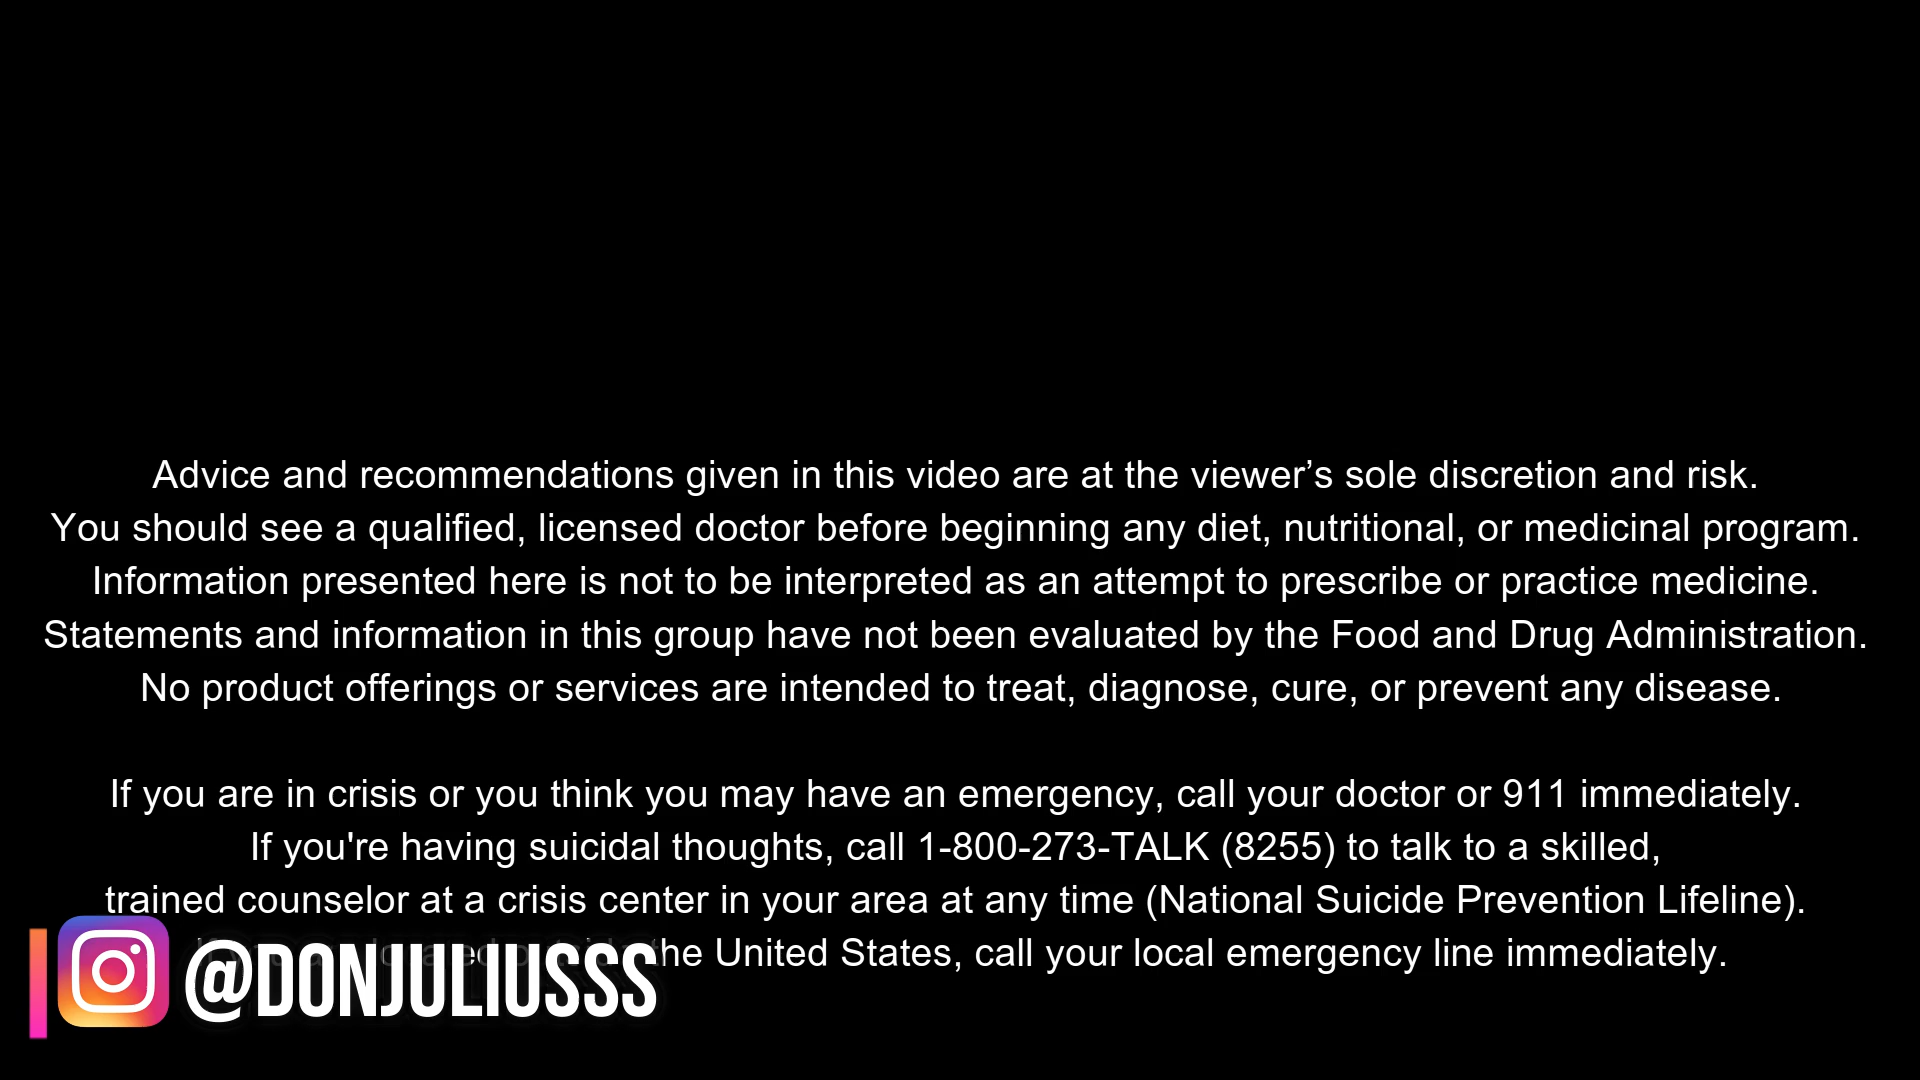 Advice and recommendations given in this video are at the viewer’s sole discretion and risk.
You should see a qualified, licensed doctor before beginning any diet, nutritional, or medicinal program.
Information presented here is not to be interpreted as an attempt to prescribe or practice medicine.
Statements and information in this group have not been evaluated by the Food and Drug Administration.
No product offerings or services are intended to treat, diagnose, cure, or prevent any disease.
If you are in crisis or you think you may have an emergency, call your doctor or 911 immediately.
If you're having suicidal thoughts, call 1-800-273-TALK (8255) to talk to a skilled,
trained counselor at a crisis center in your area at any time (National Suicide Prevention Lifeline).
the United States, call your local emergency line immediately.
@DONJULIUSSS